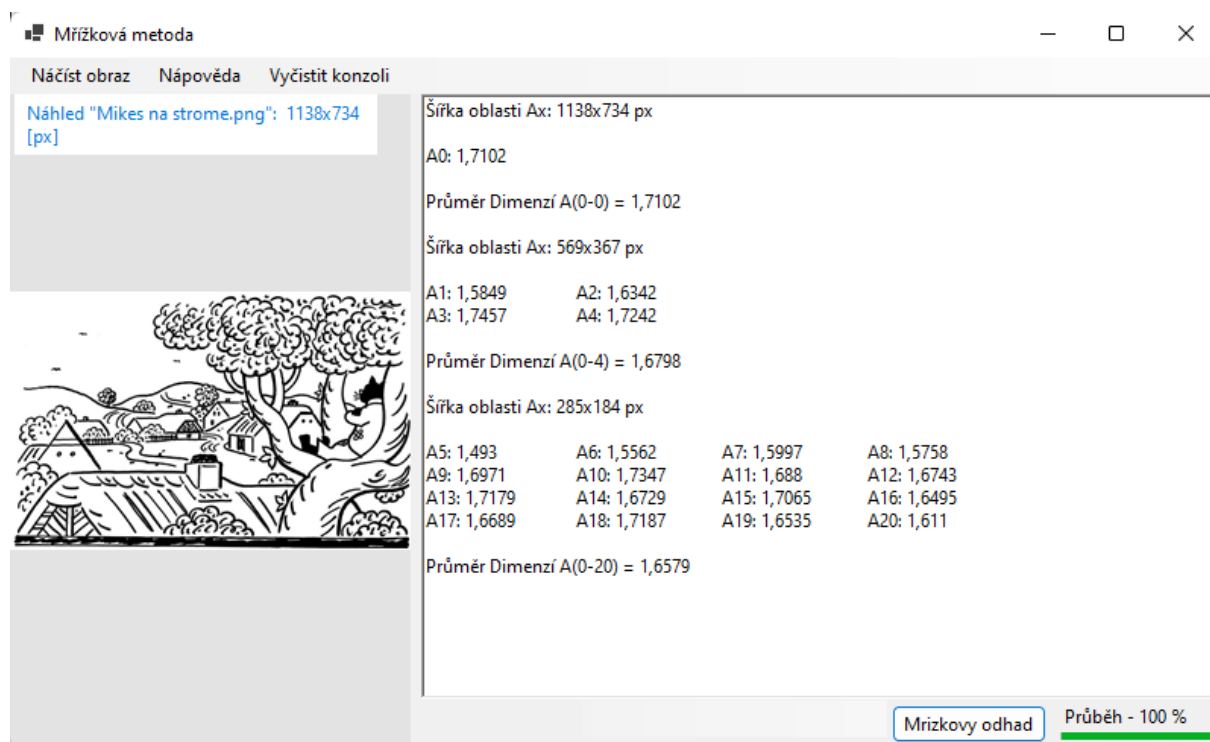 Mřížková metoda
Náčíst obraz Nápověda Vyčistit konzoli
Náhled "Mikes na strome.png": 1138x734
[px]
Šířka oblasti Ax: 1138x734 px
A0: 1,7102
Průměr Dimenzí A(0-0) = 1,7102
Šířka oblasti Ax: 569x367 px
A1: 1,5849 A2: 1,6342
A3: 1,7457 A4: 1,7242
Průměr Dimenzí A(0-4) = 1,6798
Šířka oblasti Ax: 285x184 px
A5: 1,493 A6: 1,5562 A7: 1,5997 A8: 1,5758
A9: 1,6971 A10: 1,7347 A11: 1,688 A12: 1,6743
A13: 1,7179 A14: 1,6729 A15: 1,7065 A16: 1,6495
A17: 1,6689 A18: 1,7187 A19: 1,6535 A20: 1,611
Průměr Dimenzí A(0-20) = 1,6579
Mrizkovy odhad Průběh - 100 %